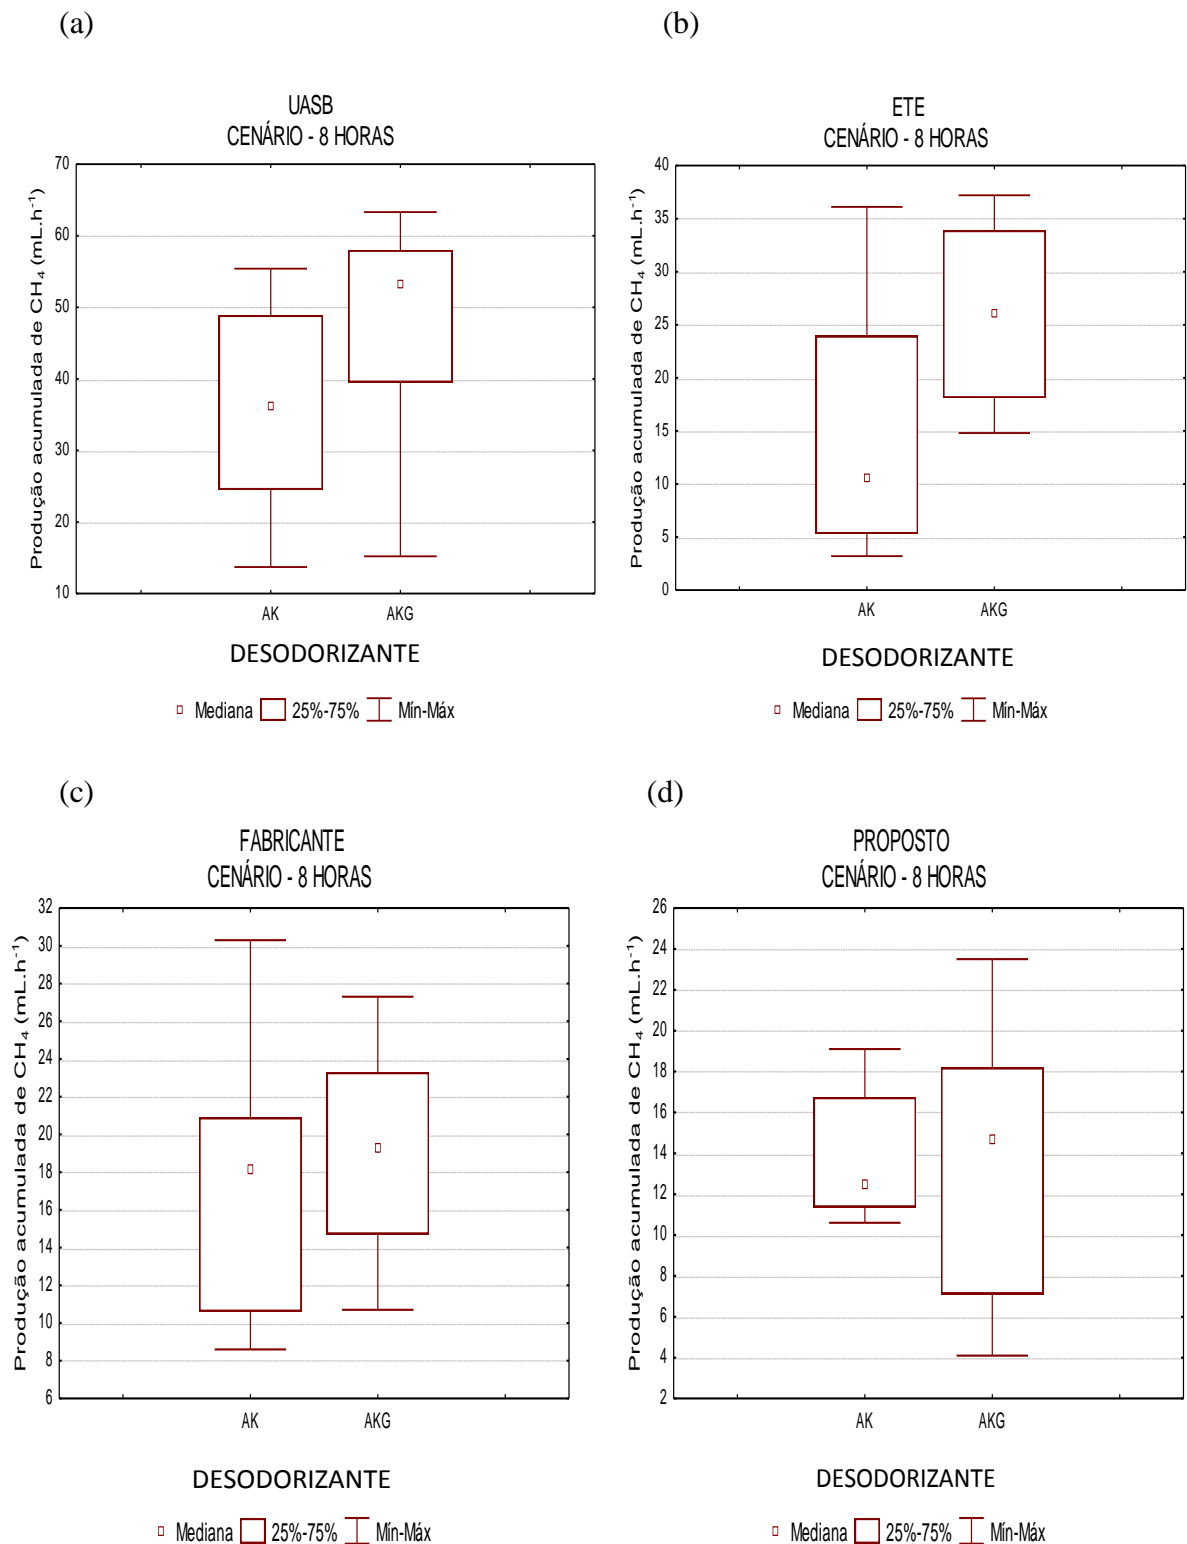 (a)
(b)
UASB
CENÁRIO - 8 HORAS
Produção acumulada de CH₄ (mL.h⁻¹)
70
60
50
40
30
20
10
AK
AKG
DESODORIZANTE
Mediana 25%-75% Mín-Máx
ETE
CENÁRIO - 8 HORAS
Produção acumulada de CH₄ (mL.h⁻¹)
40
35
30
25
20
15
10
5
0
AK
AKG
DESODORIZANTE
Mediana 25%-75% Mín-Máx
(c)
(d)
FABRICANTE
CENÁRIO - 8 HORAS
Produção acumulada de CH₄ (mL.h⁻¹)
32
30
28
26
24
22
20
18
16
14
12
10
8
6
AK
AKG
DESODORIZANTE
Mediana 25%-75% Mín-Máx
PROPOSTO
CENÁRIO - 8 HORAS
Produção acumulada de CH₄ (mL.h⁻¹)
26
24
22
20
18
16
14
12
10
8
6
4
2
AK
AKG
DESODORIZANTE
Mediana 25%-75% Mín-Máx